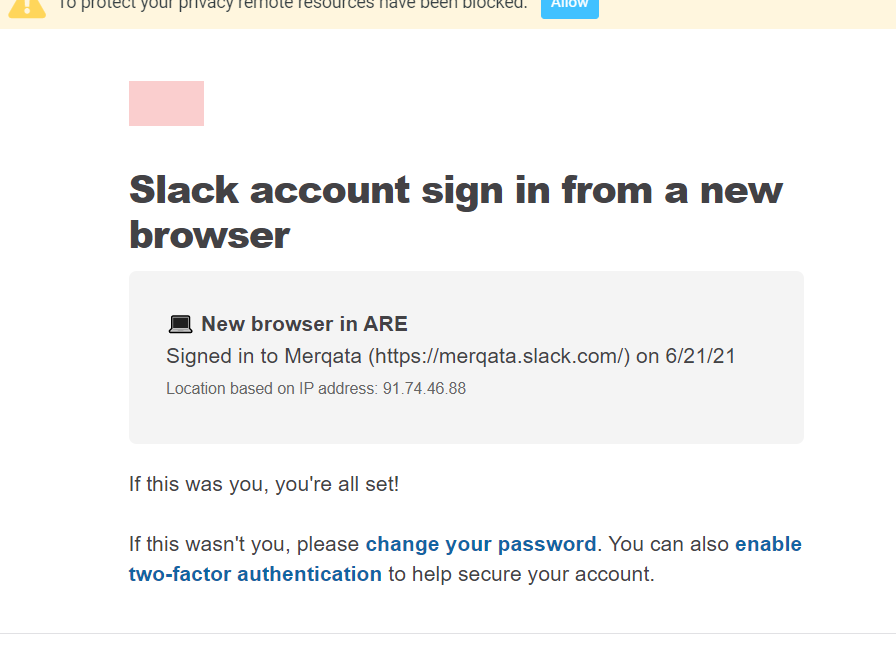 To protect your privacy remote resources have been blocked.
Allow
Slack account sign in from a new
browser
New browser in ARE
Signed in to Merqata (https://merqata.slack.com/) on 6/21/21
Location based on IP address: 91.74.46.88
If this was you, you're all set!
If this wasn't you, please change your password. You can also enable
two-factor authentication to help secure your account.